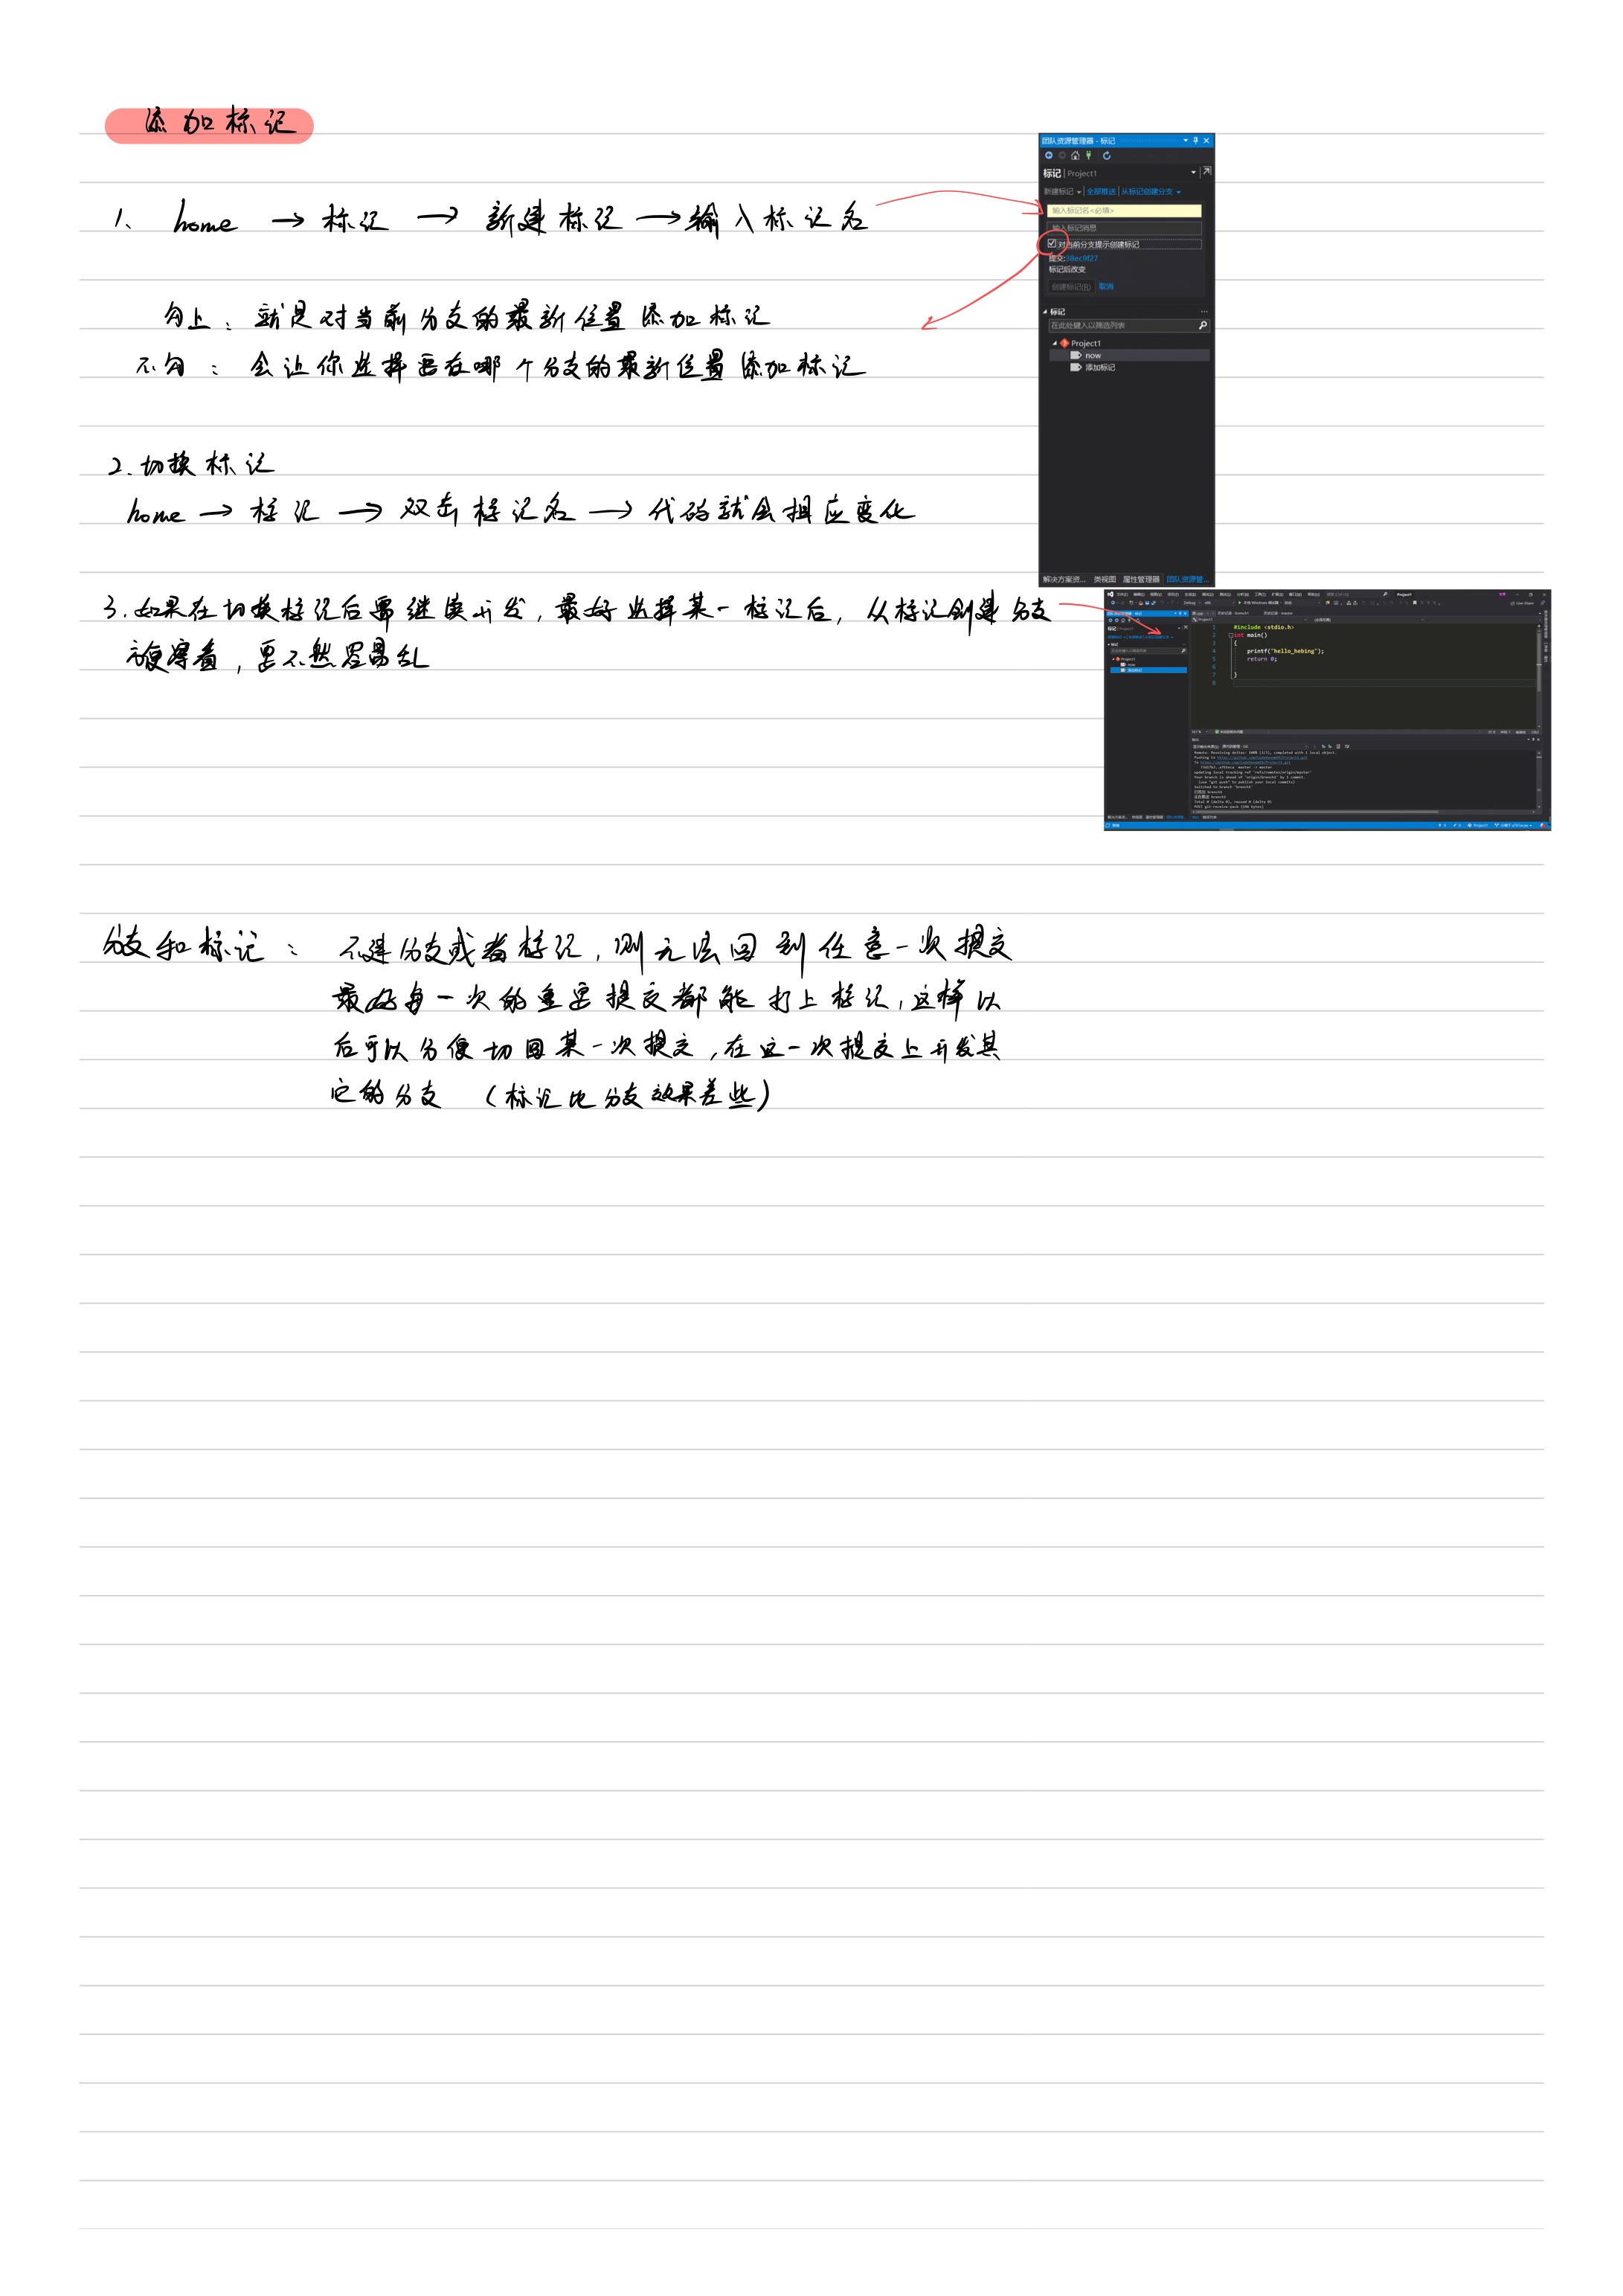 添加标记
1. home → 标记 → 新建标记 → 输入标记名
勾上：就是对当前分支的最新位置添加标记
不勾：会让你选择要在哪个分支的最新位置添加标记
2.切换标记
home → 标记 → 双击标记名 → 代码就会相应变化
3.如果在切换标记后需继续开发，最好选择某一标记后，从标记创建分支
方便察看，要不然容易乱
分支和标记： 不建分支或者标记，则无法回到任意一次提交
最好每一次的重要提交都能打上标记，这样以
后可以方便切回某一次提交，在这一次提交上开发其
它的分支 （标记比分支效果差些）
团队资源管理器 - 标记
标记 | Project1
新建标记 | 全部推送 | 从标记创建分支
输入标记名<必填>
输入标记消息
对当前分支提示创建标记
提交:38ec9f27
标记后改变
创建标记(R) 取消
标记
在此处键入以筛选列表
Project1
now
添加标记
解决方案资... 类视图 属性管理器 团队资源管...
Project1
1 #include <stdio.h>
2 int main()
3 {
4 printf("hello_hebing");
5 return 0;
6
7 }
8